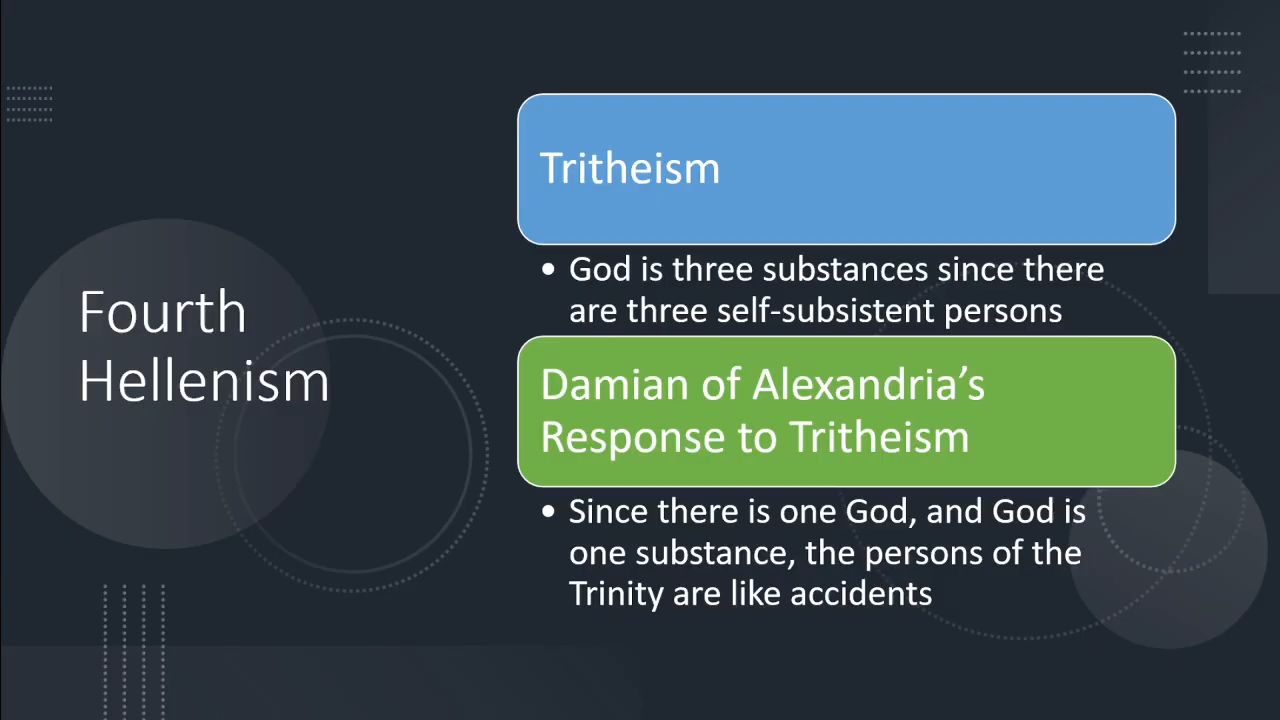 Fourth
Hellenism
Tritheism
• God is three substances since there
are three self-subsistent persons
Damian of Alexandria’s
Response to Tritheism
• Since there is one God, and God is
one substance, the persons of the
Trinity are like accidents